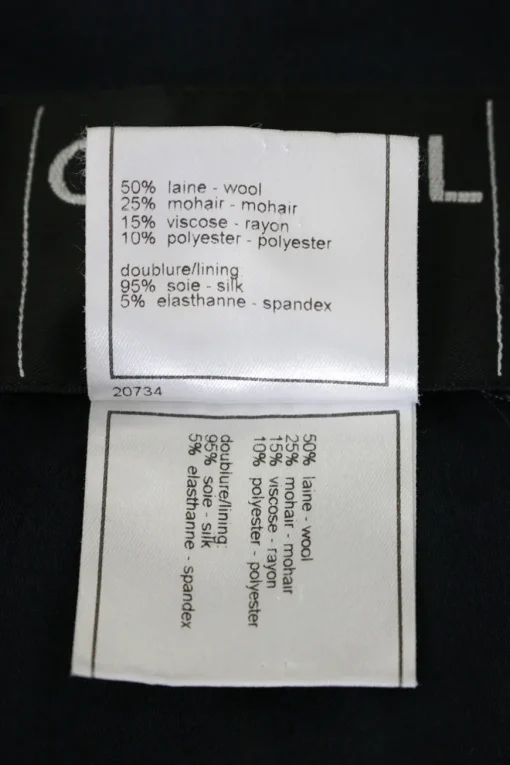 C L
50% laine - wool
25% mohair - mohair
15% viscose - rayon
10% polyester - polyester
doublure/lining
95% soie - silk
5% elasthanne - spandex
20734
50% laine - wool
25% mohair - mohair
15% viscose - rayon
10% polyester - polyester
doublure/lining:
95% soie - silk
5% elasthanne - spandex